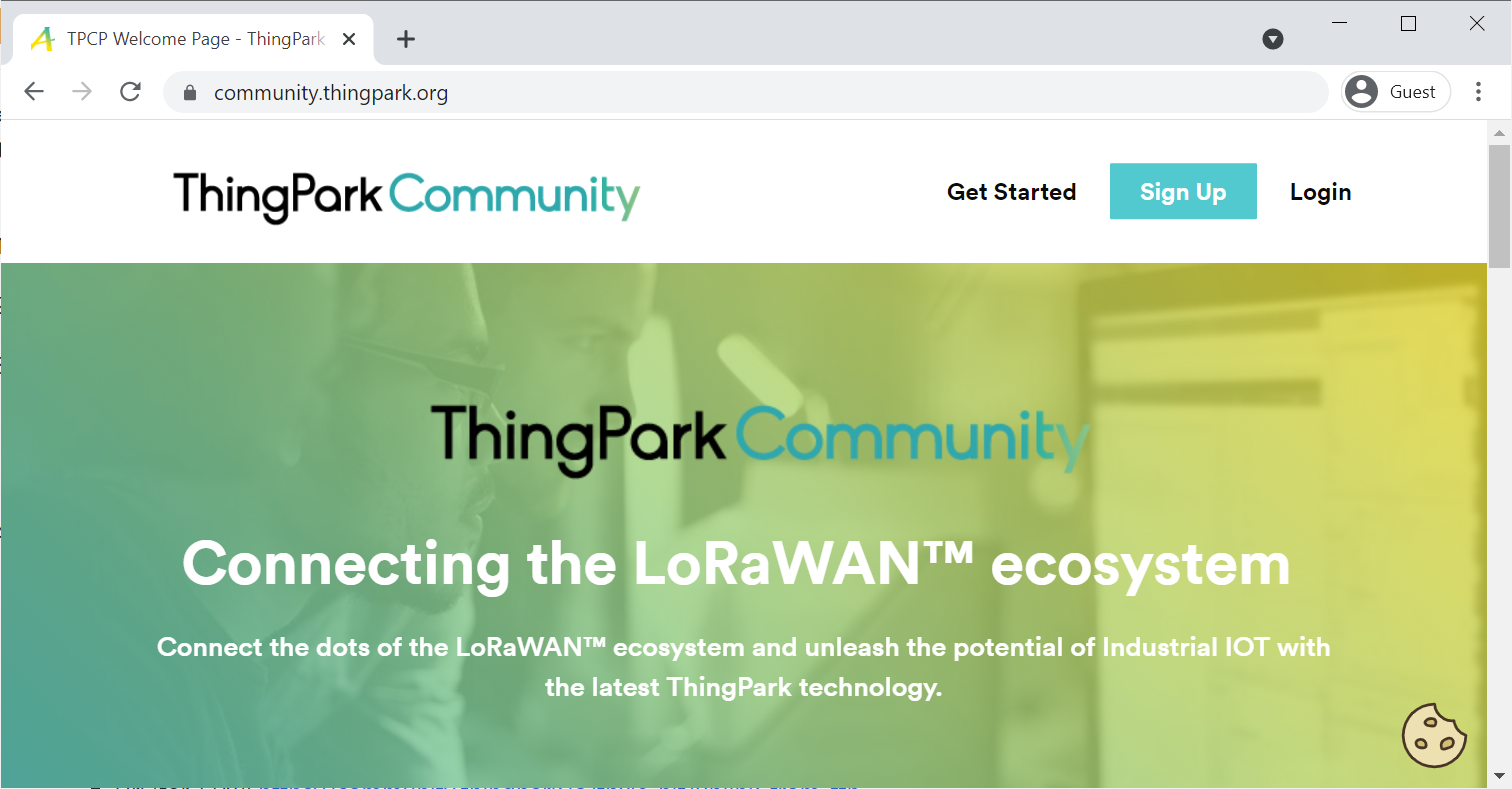 TPCP Welcome Page - ThingPark
community.thingpark.org
Guest
ThingPark Community
Get Started
Sign Up
Login
ThingPark Community
Connecting the LoRaWAN™ ecosystem
Connect the dots of the LoRaWAN™ ecosystem and unleash the potential of Industrial IOT with
the latest ThingPark technology.